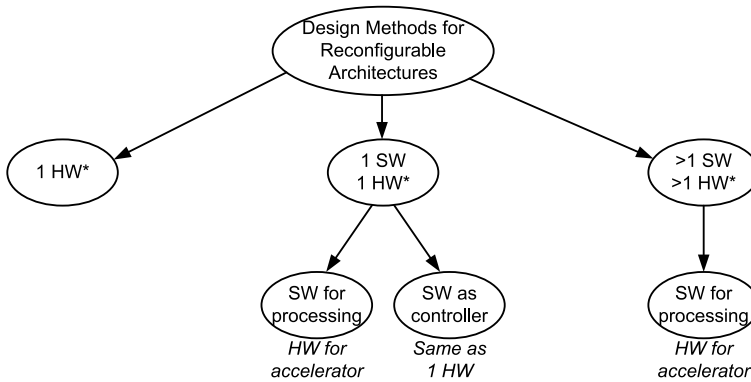 Design Methods for
Reconfigurable
Architectures
1 HW*
1 SW
1 HW*
>1 SW
>1 HW*
SW for
processing
HW for
accelerator
SW as
controller
Same as
1 HW
SW for
processing
HW for
accelerator